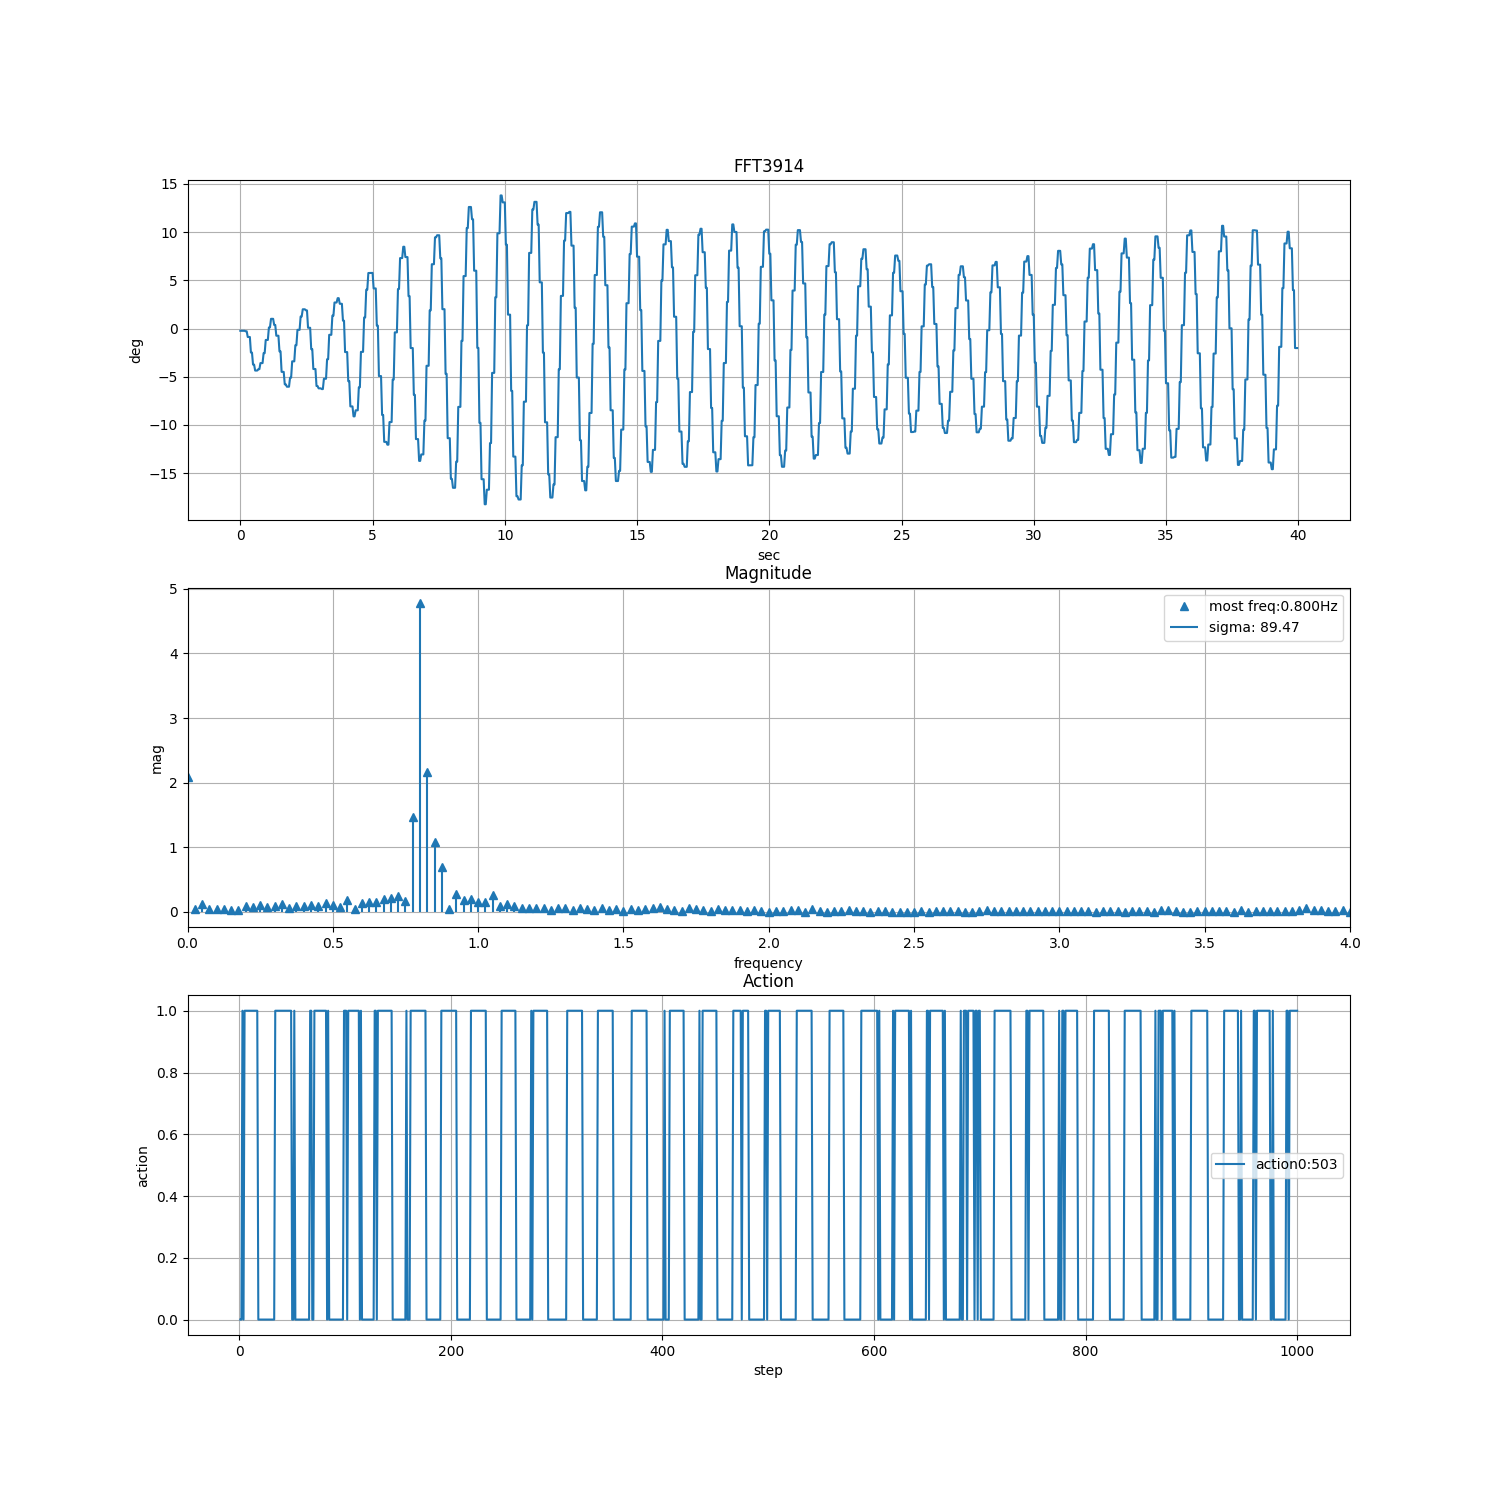 FFT3914
15
10
5
0
−5
−10
−15
deg
0 5 10 15 20 25 30 35 40
sec
Magnitude
5
4
3
2
1
0
mag
most freq:0.800Hz
sigma: 89.47
0.0 0.5 1.0 1.5 2.0 2.5 3.0 3.5 4.0
frequency
Action
1.0
0.8
0.6
0.4
0.2
0.0
action
action0:503
0 200 400 600 800 1000
step